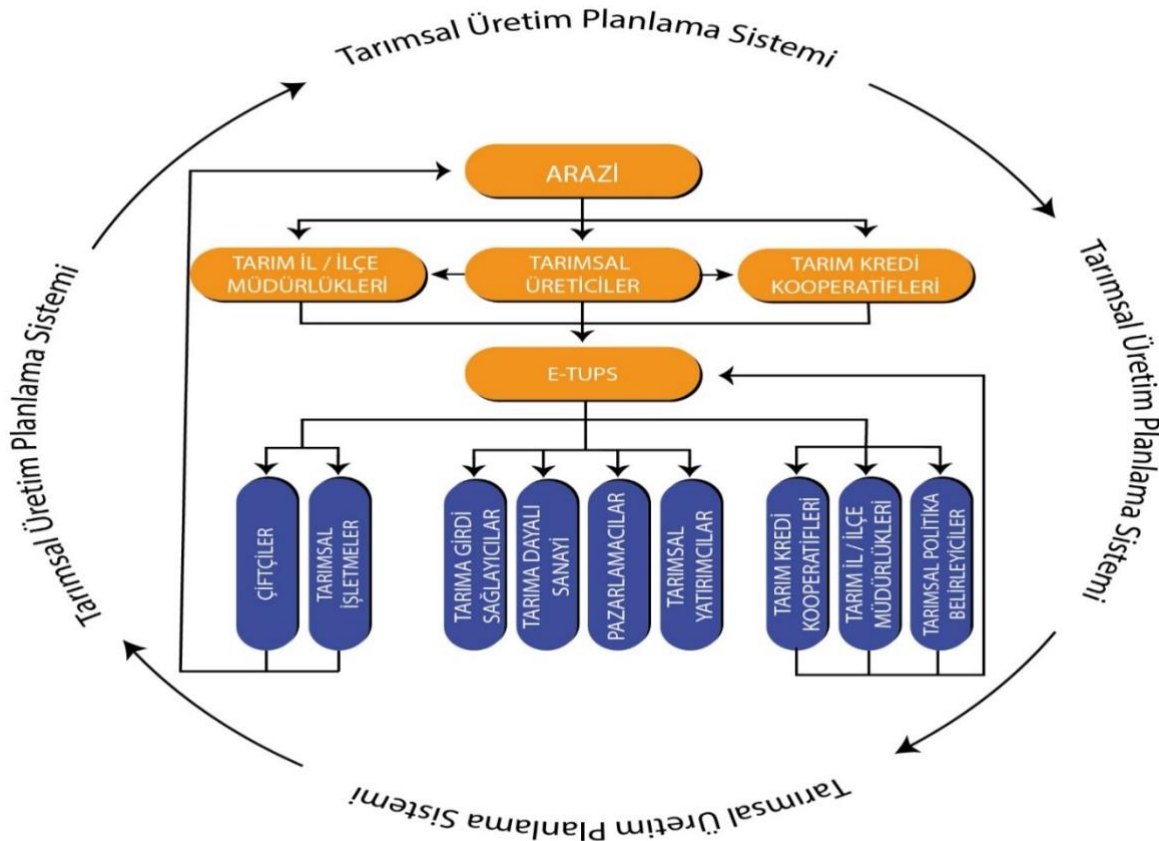 Tarımsal Üretim Planlama Sistemi
ARAZİ
TARIM İL / İLÇE
MÜDÜRLÜKLERİ
TARIMSAL
ÜRETİCİLER
TARIM KREDİ
KOOPERATİFLERİ
E-TUPS
ÇİFTÇİLER
TARIMSAL
İŞLETMELER
TARIMA GİRDİ
SAĞLAYICILAR
TARIMA DAYALI
SANAYİ
PAZARLAMACILAR
TARIMSAL
YATIRIMCILAR
TARIM KREDİ
KOOPERATİFLERİ
TARIM İL / İLÇE
MÜDÜRLÜKLERİ
TARIMSAL POLİTİKA
BELİRLEYİCİLER
Tarımsal Üretim Planlama Sistemi
Tarımsal Üretim Planlama Sistemi
Tarımsal Üretim Planlama Sistemi